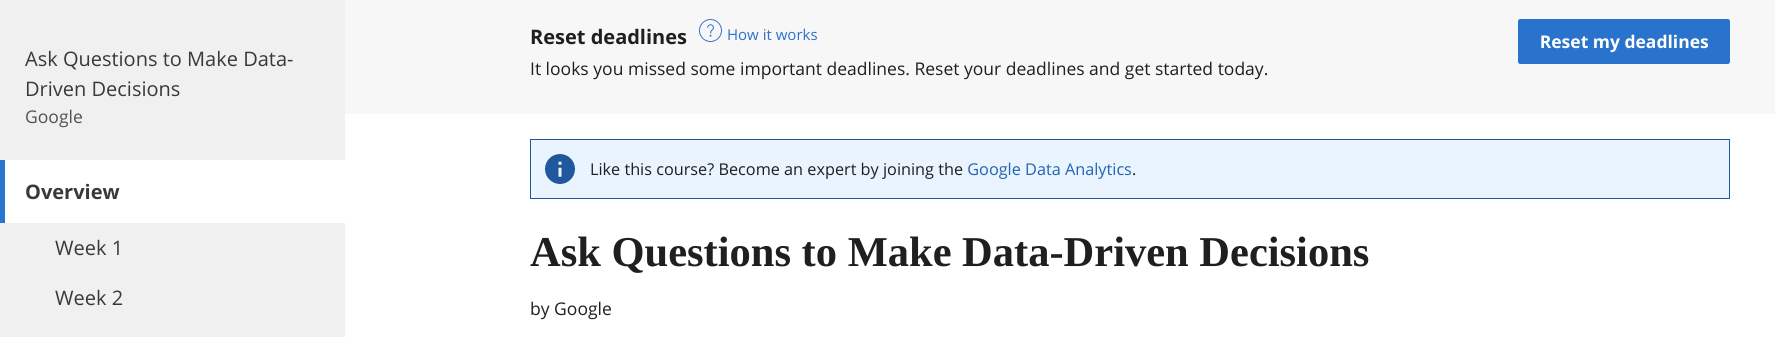 Ask Questions to Make Data-
Driven Decisions
Google
Overview
Week 1
Week 2
Reset deadlines ? How it works
It looks you missed some important deadlines. Reset your deadlines and get started today.
Reset my deadlines
Like this course? Become an expert by joining the Google Data Analytics.
Ask Questions to Make Data-Driven Decisions
by Google